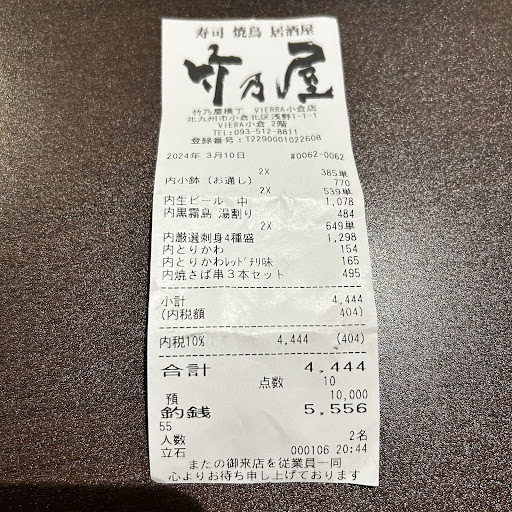 寿司 焼鳥 居酒屋
竹乃屋
竹乃屋横丁 VIERRA小倉店
北九州市小倉北区浅野1-1-1
VIERA小倉 2階
TEL:093-512-8811
登録番号:T2290001022608
2024年 3月10日 #0062-0062
2X 385単
内小鉢 (お通し) 770
2X 539単
内生ビール 中 1,078
内黒霧島 湯割り 484
2X 649単
内厳選刺身4種盛 1,298
内とりかわ 154
内とりかわﾚｯﾄﾞﾁﾘ味 165
内焼さば串3本セット 495
小計 4,444
(内税額 404)
内税10% 4,444 (404)
合計 4,444
点数 10
預 10,000
釣銭 5,556
55
人数 2名
立石 000106 20:44
またの御来店を従業員一同
心よりお待ち申し上げております